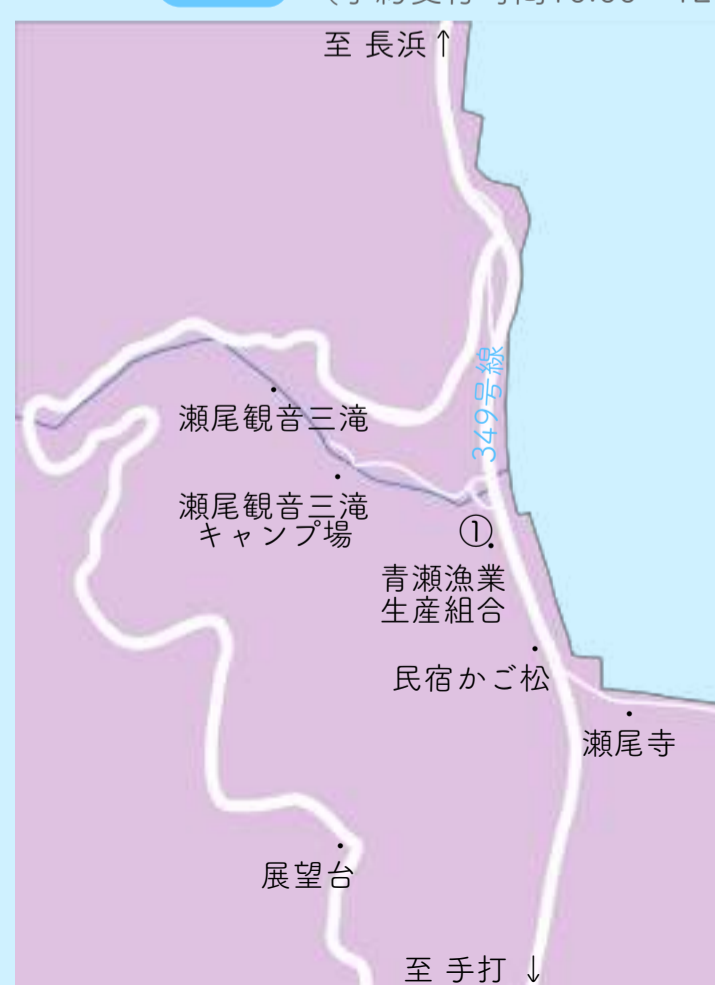 至 長浜↑
349号線
瀬尾観音三滝
瀬尾観音三滝
キャンプ場
①
青瀬漁業
生産組合
民宿かご松
瀬尾寺
展望台
至 手打 ↓